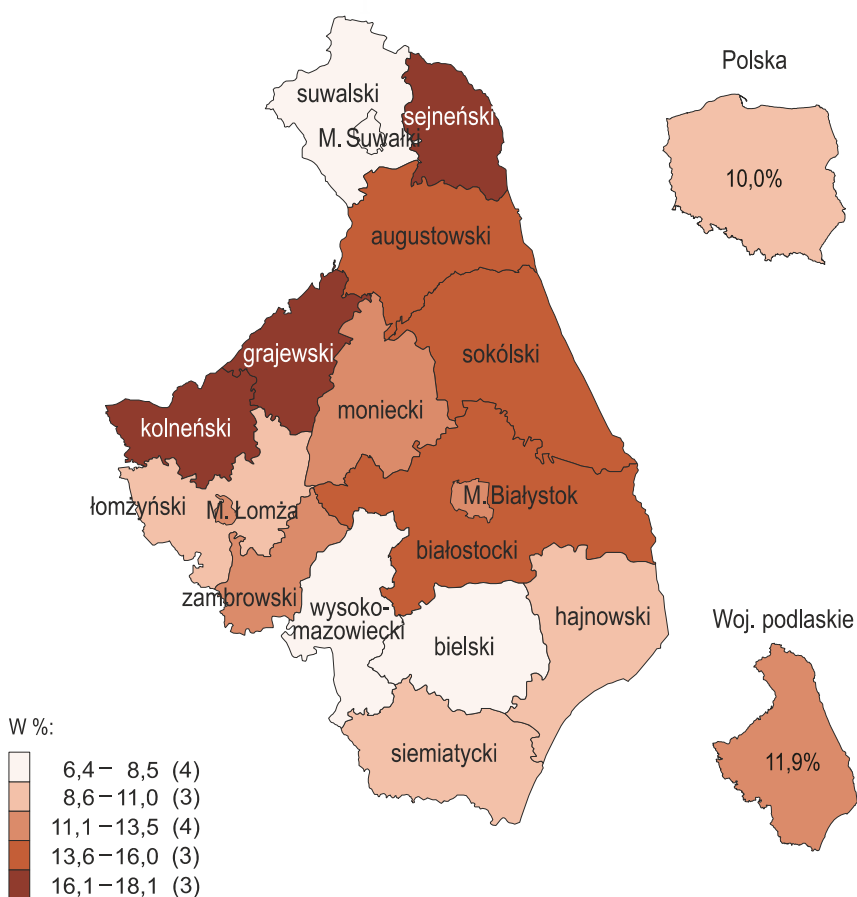 Polska
10,0%
suwalski
sejneński
M. Suwałki
augustowski
sokólski
grajewski
moniecki
kolneński
łomżyński
M. Łomża
M. Białystok
białostocki
zambrowski
wysoko-
mazowiecki
bielski
hajnowski
siemiatycki
Woj. podlaskie
11,9%
W %:
6,4 – 8,5 (4)
8,6 – 11,0 (3)
11,1 – 13,5 (4)
13,6 – 16,0 (3)
16,1 – 18,1 (3)